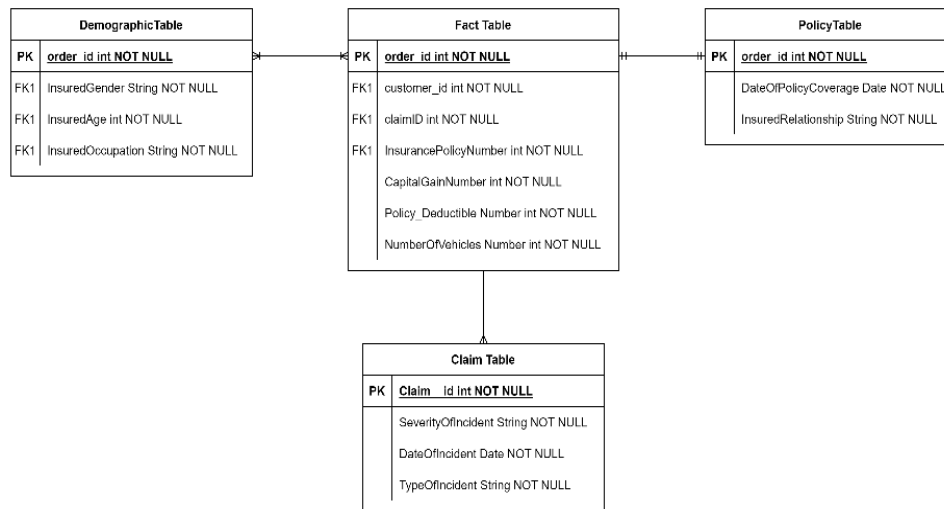 DemographicTable
PK order_id int NOT NULL
FK1 InsuredGender String NOT NULL
FK1 InsuredAge int NOT NULL
FK1 InsuredOccupation String NOT NULL
Fact Table
PK order_id int NOT NULL
FK1 customer_id int NOT NULL
FK1 claimID int NOT NULL
FK1 InsurancePolicyNumber int NOT NULL
CapitalGainNumber int NOT NULL
Policy_Deductible Number int NOT NULL
NumberOfVehicles Number int NOT NULL
PolicyTable
PK order_id int NOT NULL
DateOfPolicyCoverage Date NOT NULL
InsuredRelationship String NOT NULL
Claim Table
PK Claim__id int NOT NULL
SeverityOfIncident String NOT NULL
DateOfIncident Date NOT NULL
TypeOfIncident String NOT NULL